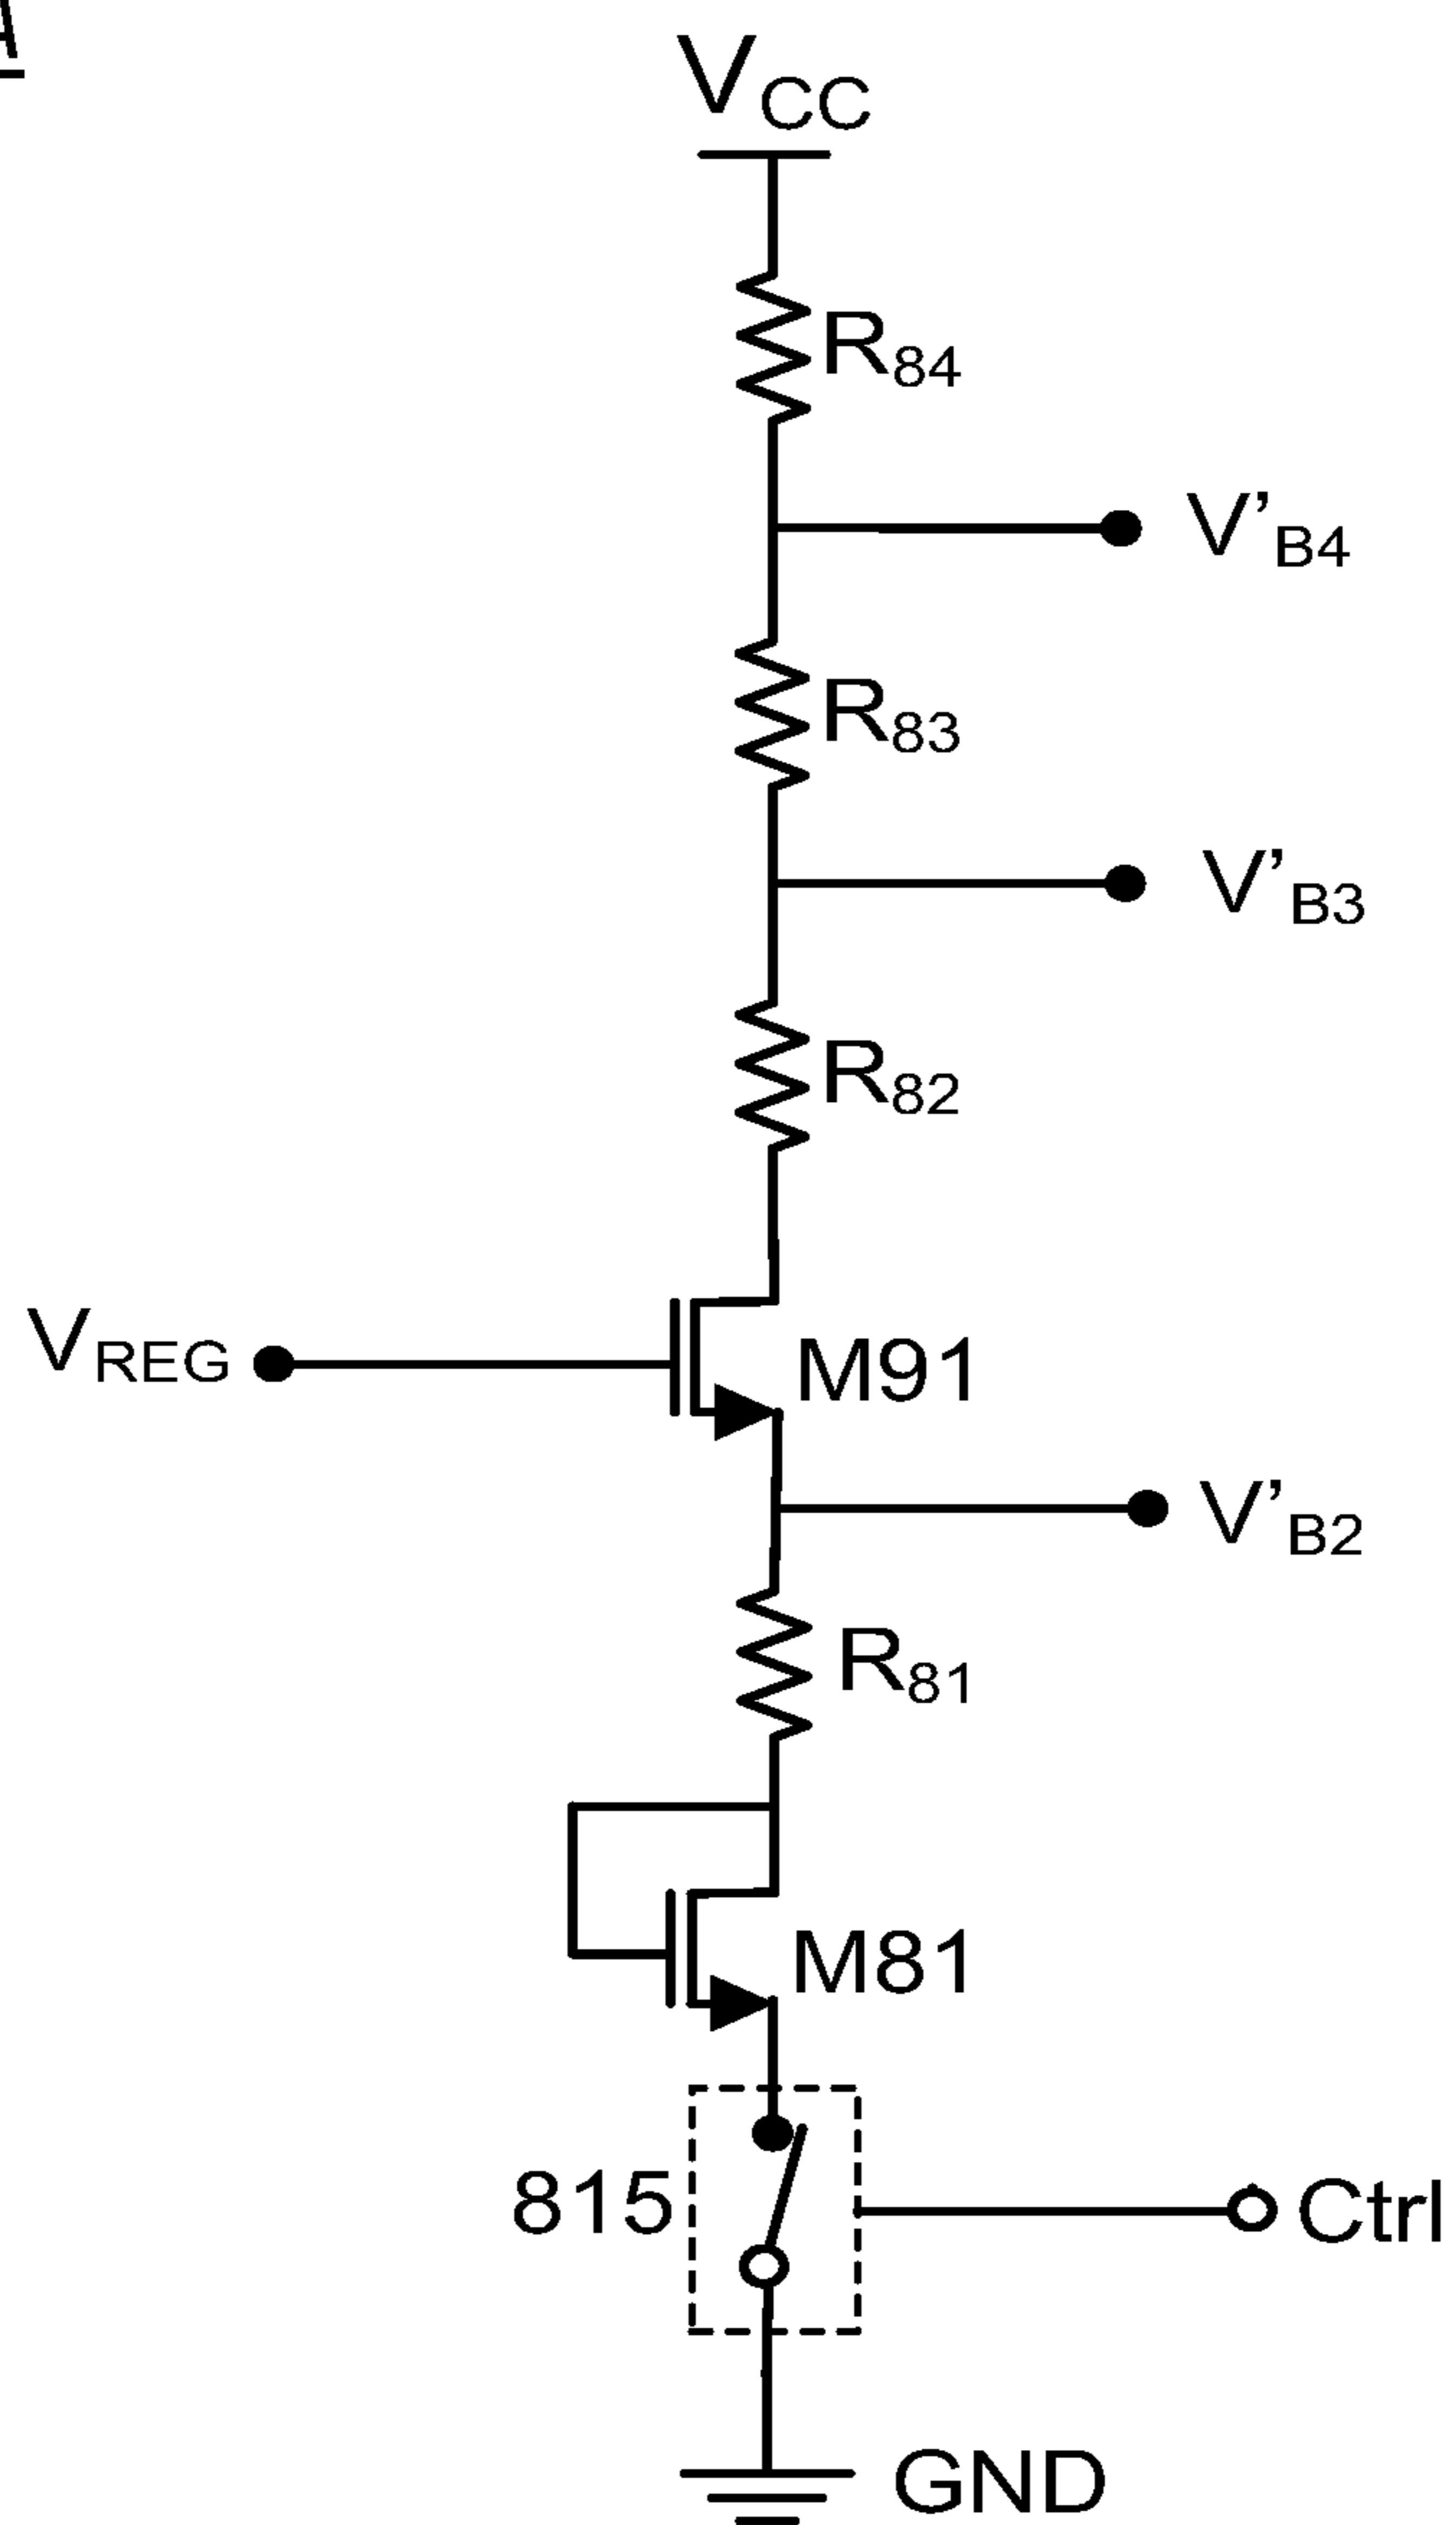 A
VCC
R84
V’B4
R83
V’B3
R82
VREG
M91
V’B2
R81
M81
815
Ctrl
GND